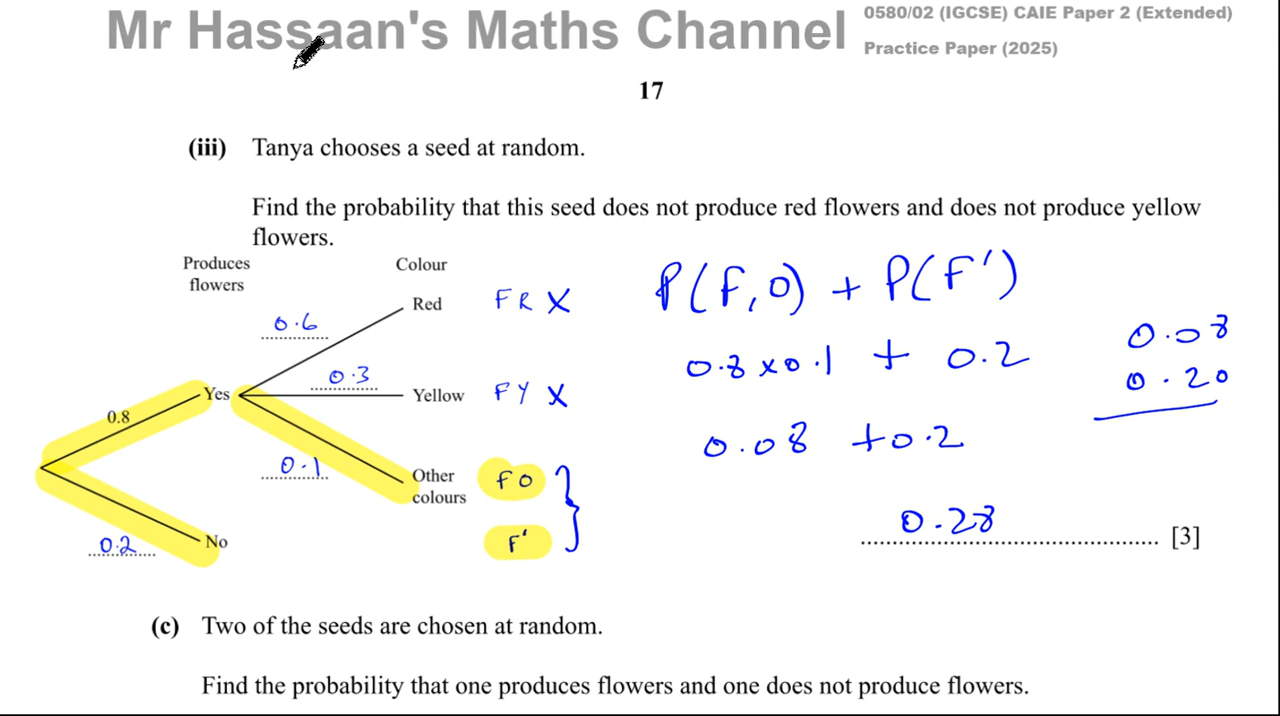 Mr Hassaan's Maths Channel
0580/02 (IGCSE) CAIE Paper 2 (Extended)
Practice Paper (2025)
17
(iii) Tanya chooses a seed at random.
Find the probability that this seed does not produce red flowers and does not produce yellow
flowers.
Produces
flowers
Colour
0.6
Red
F R X
0.3
Yellow
F Y X
0.8
Yes
0.1
Other
colours
F O
0.2
No
F'
P(F,O) + P(F')
0.8 x 0.1 + 0.2
0.08 + 0.2
0.08
0.20
0.28
[3]
(c) Two of the seeds are chosen at random.
Find the probability that one produces flowers and one does not produce flowers.